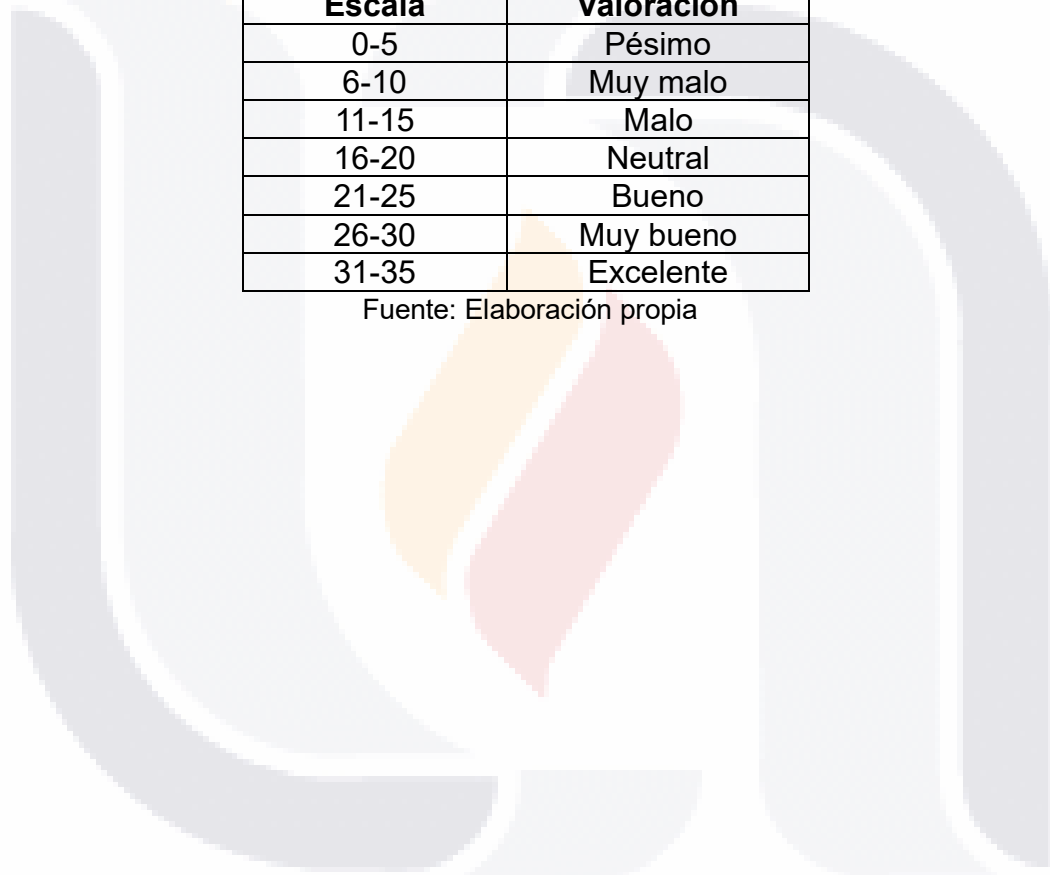 Escala Valoración
0-5 Pésimo
6-10 Muy malo
11-15 Malo
16-20 Neutral
21-25 Bueno
26-30 Muy bueno
31-35 Excelente
Fuente: Elaboración propia